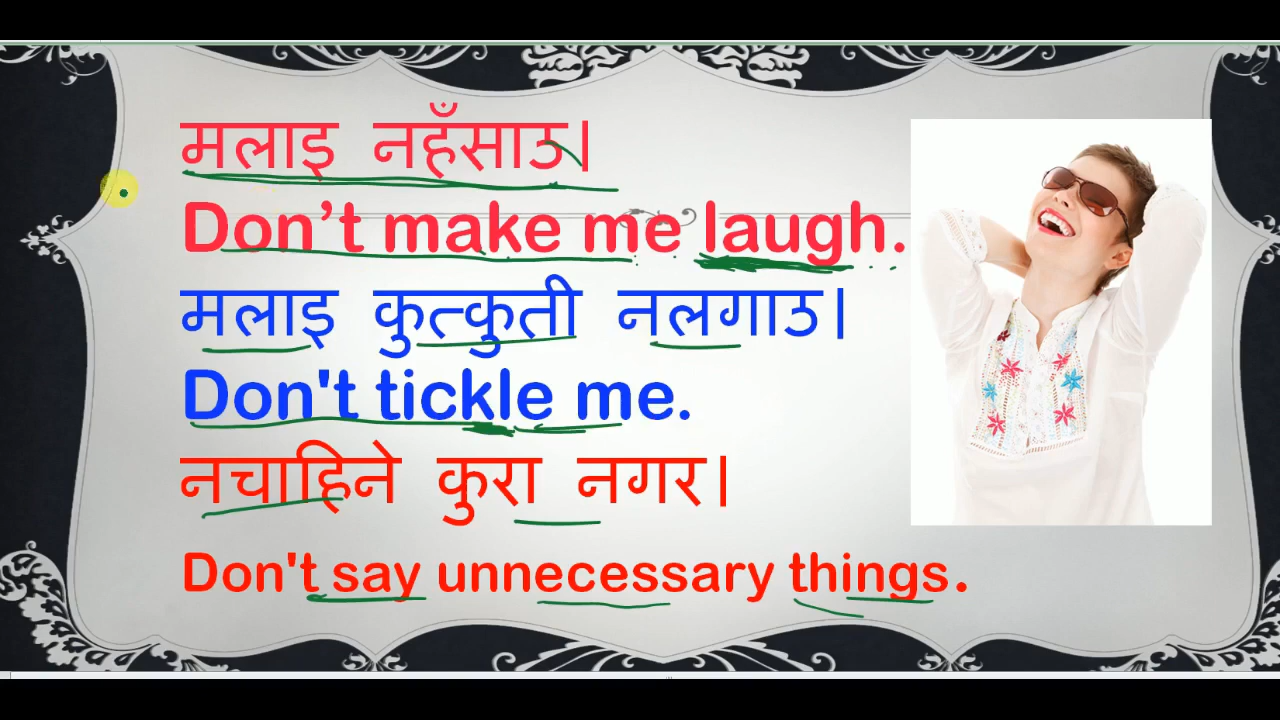 मलाइ नहँसाउ।
Don’t make me laugh.
मलाइ कुत्कुती नलगाउ।
Don't tickle me.
नचाहिने कुरा नगर।
Don't say unnecessary things.